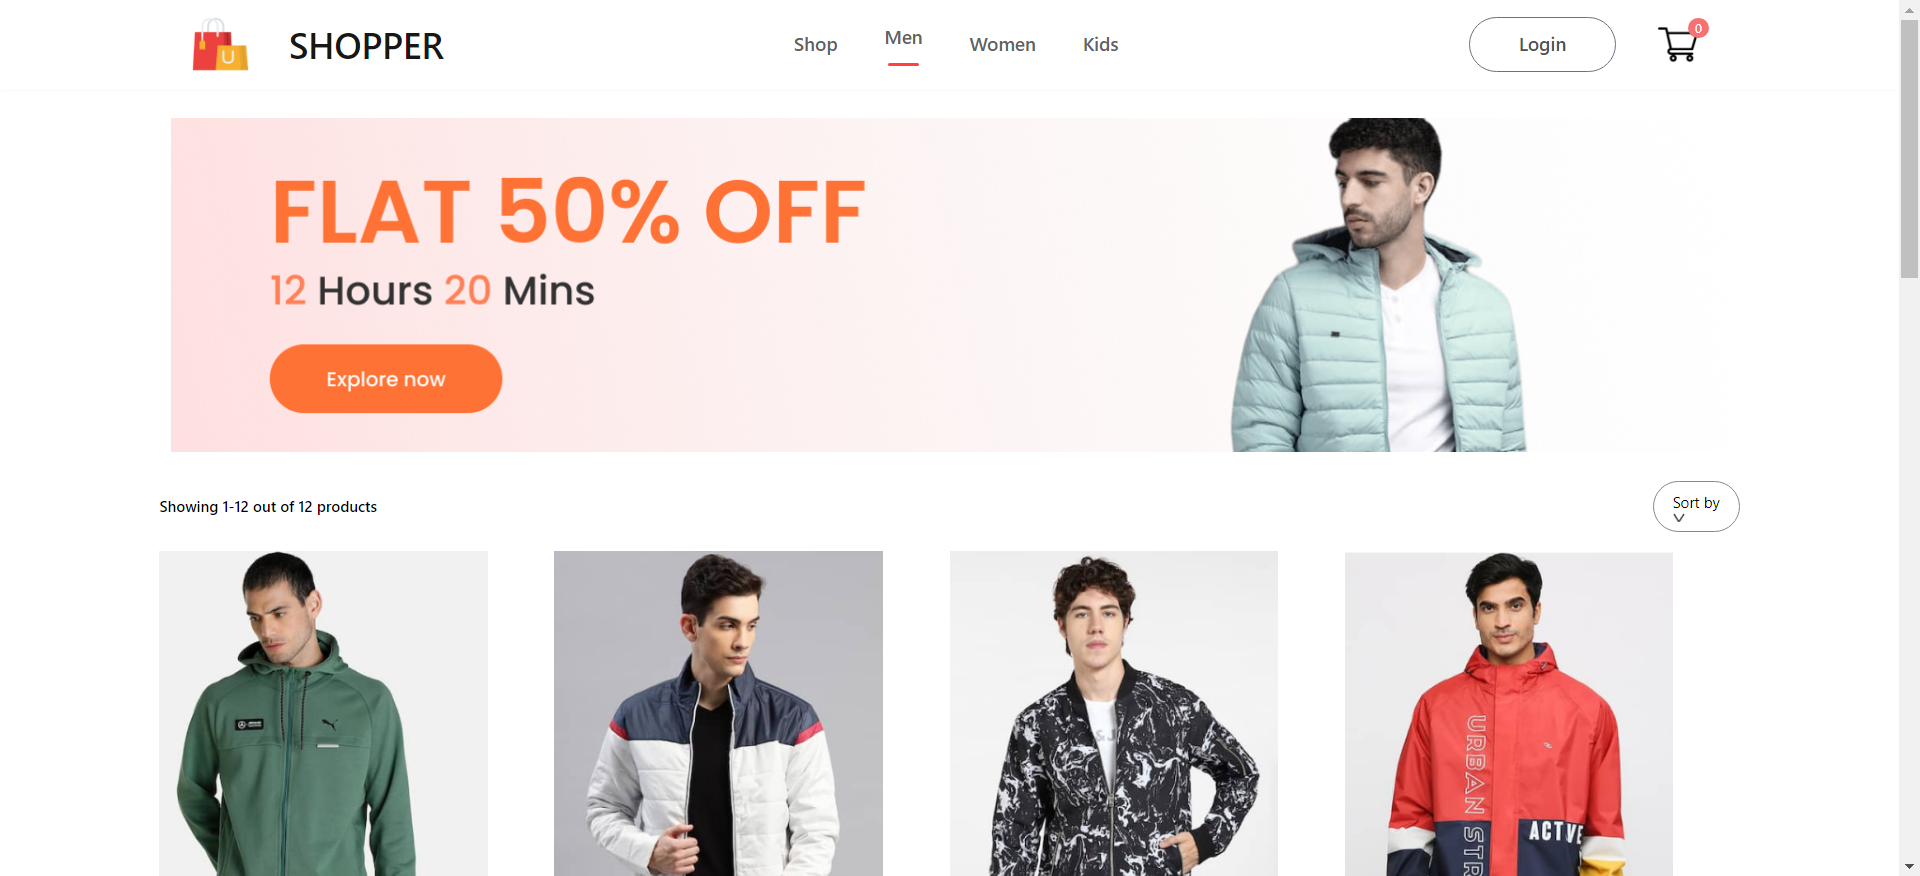 U
SHOPPER
Shop
Men
Women
Kids
Login
0
FLAT 50% OFF
12 Hours 20 Mins
Explore now
Showing 1-12 out of 12 products
Sort by
URBAN STR
ACTIVE